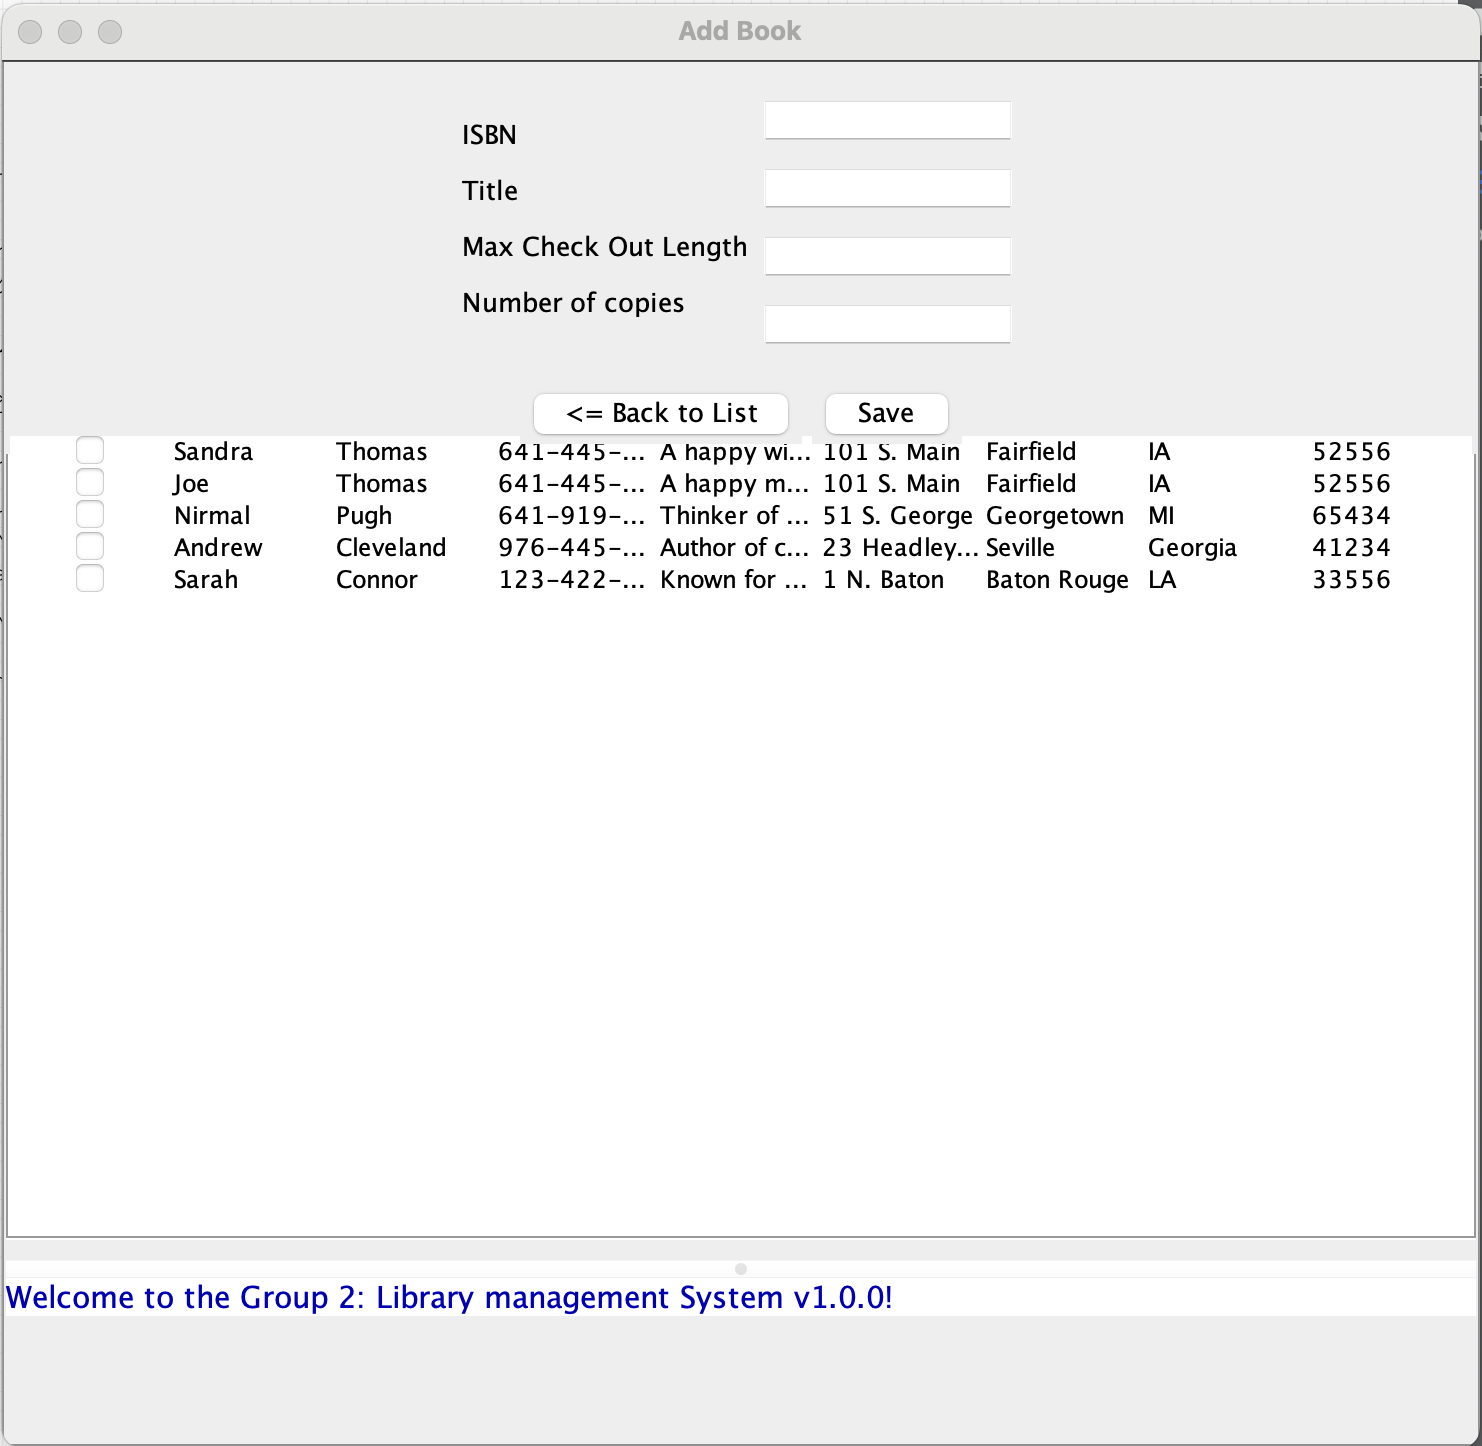 Add Book
ISBN
Title
Max Check Out Length
Number of copies
<= Back to List Save
Sandra Thomas 641-445-... A happy wi... 101 S. Main Fairfield IA 52556
Joe Thomas 641-445-... A happy m... 101 S. Main Fairfield IA 52556
Nirmal Pugh 641-919-... Thinker of ... 51 S. George Georgetown MI 65434
Andrew Cleveland 976-445-... Author of c... 23 Headley... Seville Georgia 41234
Sarah Connor 123-422-... Known for ... 1 N. Baton Baton Rouge LA 33556
Welcome to the Group 2: Library management System v1.0.0!